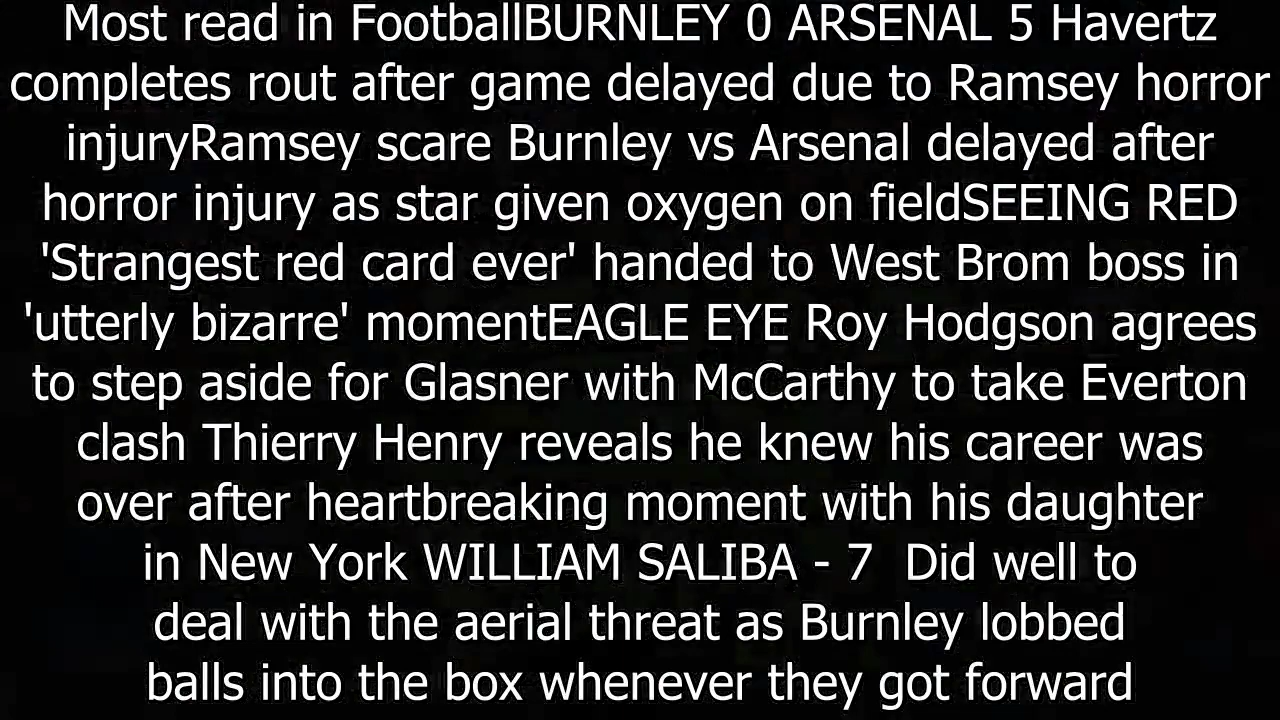 Most read in FootballBURNLEY 0 ARSENAL 5 Havertz
completes rout after game delayed due to Ramsey horror
injuryRamsey scare Burnley vs Arsenal delayed after
horror injury as star given oxygen on fieldSEEING RED
'Strangest red card ever' handed to West Brom boss in
'utterly bizarre' momentEAGLE EYE Roy Hodgson agrees
to step aside for Glasner with McCarthy to take Everton
clash Thierry Henry reveals he knew his career was
over after heartbreaking moment with his daughter
in New York WILLIAM SALIBA - 7  Did well to
deal with the aerial threat as Burnley lobbed
balls into the box whenever they got forward